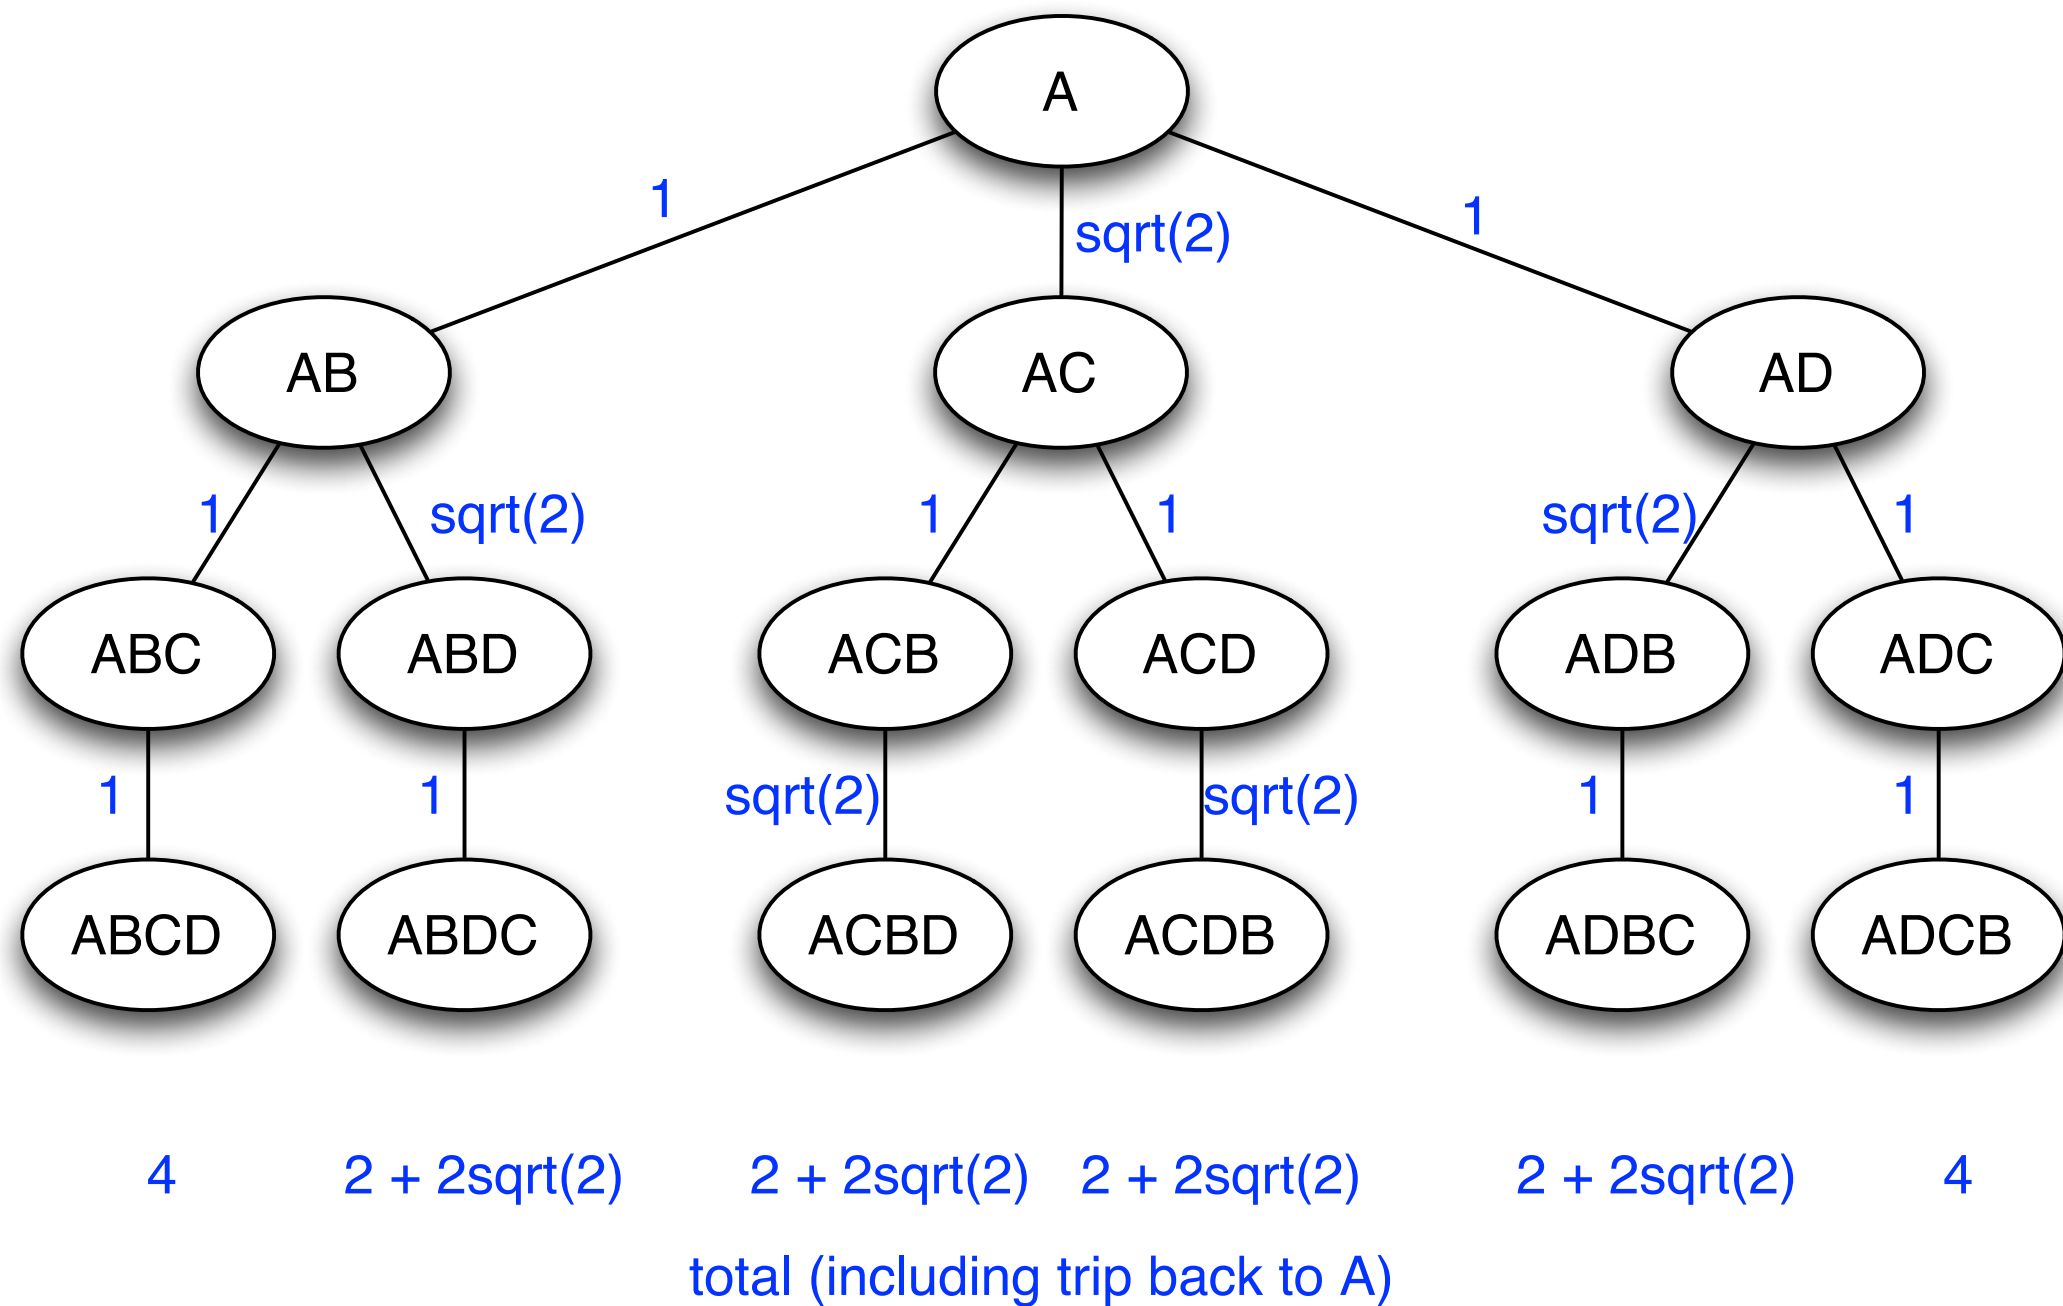 A
1
sqrt(2)
1
AB
AC
AD
1
sqrt(2)
1
1
sqrt(2)
1
ABC
ABD
ACB
ACD
ADB
ADC
1
1
sqrt(2)
sqrt(2)
1
1
ABCD
ABDC
ACBD
ACDB
ADBC
ADCB
4
2 + 2sqrt(2)
2 + 2sqrt(2)
2 + 2sqrt(2)
2 + 2sqrt(2)
4
total (including trip back to A)